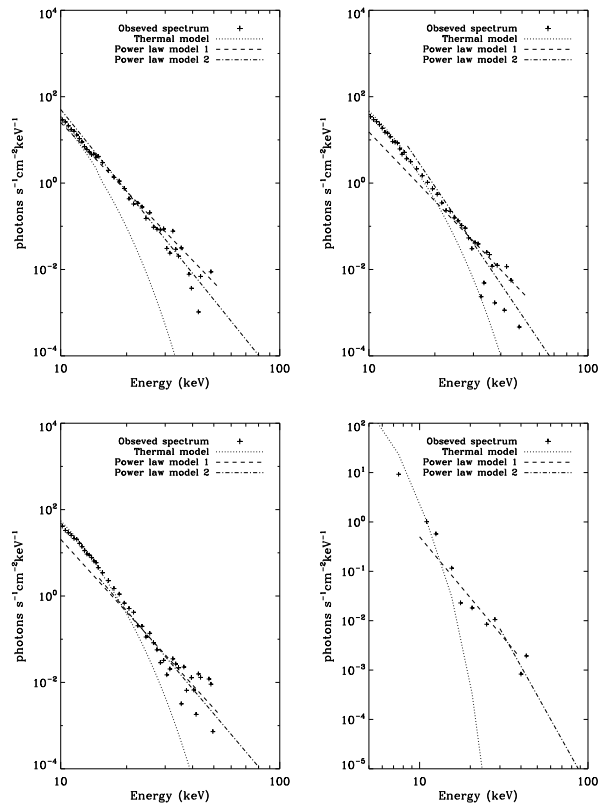 10^4
Obseved spectrum
Thermal model
Power law model 1
Power law model 2
10^2
10^0
10^-2
10^-4
photons s^-1cm^-2keV^-1
10
100
Energy (keV)
10^4
Obseved spectrum
Thermal model
Power law model 1
Power law model 2
10^2
10^0
10^-2
10^-4
photons s^-1cm^-2keV^-1
10
100
Energy (keV)
10^4
Obseved spectrum
Thermal model
Power law model 1
Power law model 2
10^2
10^0
10^-2
10^-4
photons s^-1cm^-2keV^-1
10
100
Energy (keV)
10^2
Obseved spectrum
Thermal model
Power law model 1
Power law model 2
10^1
10^0
10^-1
10^-2
10^-3
10^-4
10^-5
photons s^-1cm^-2keV^-1
10
100
Energy (keV)